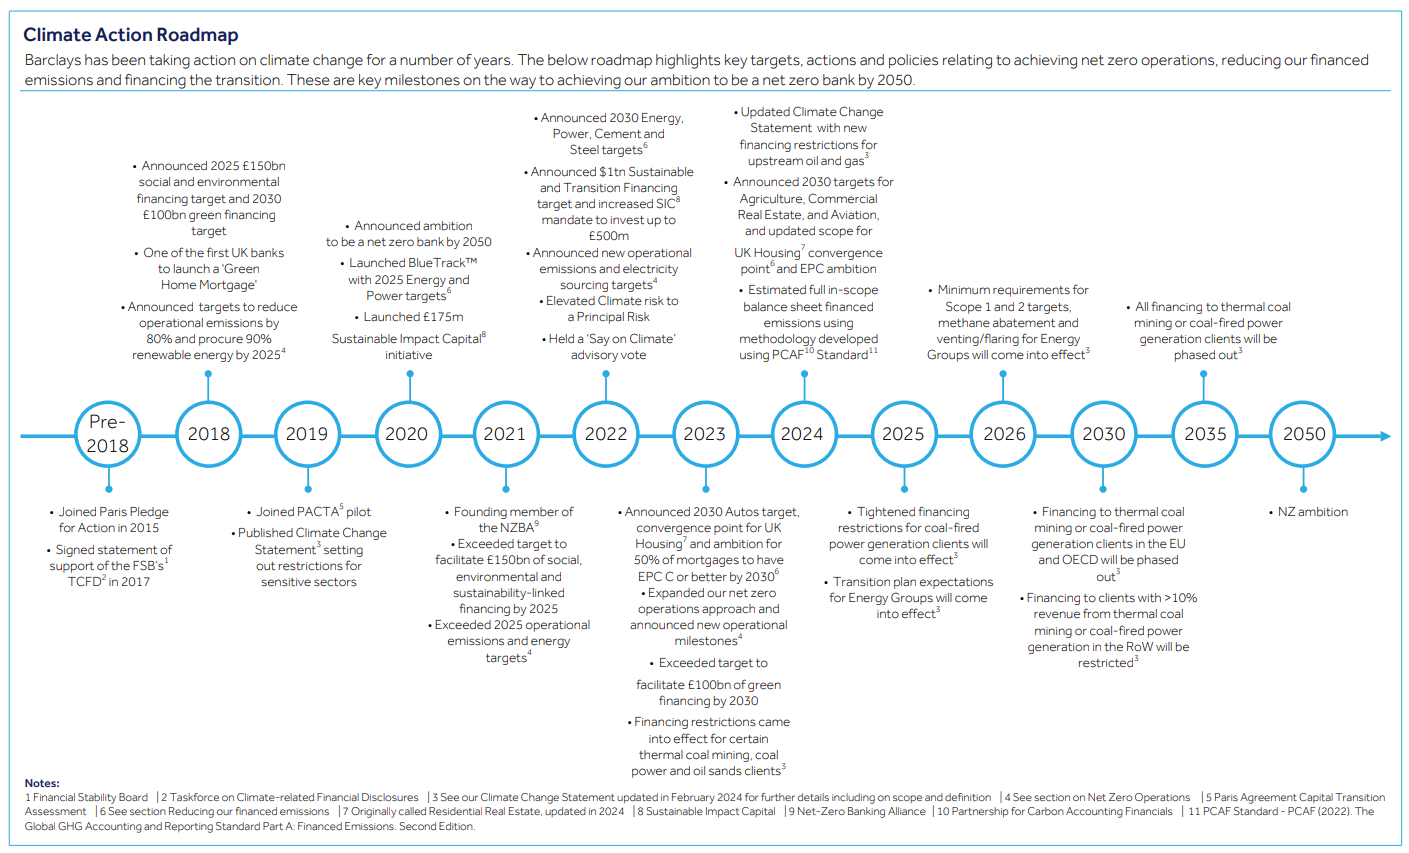 Climate Action Roadmap
Barclays has been taking action on climate change for a number of years. The below roadmap highlights key targets, actions and policies relating to achieving net zero operations, reducing our financed
emissions and financing the transition. These are key milestones on the way to achieving our ambition to be a net zero bank by 2050.
• Announced 2025 £150bn
social and environmental
financing target and 2030
£100bn green financing
target
• One of the first UK banks
to launch a 'Green
Home Mortgage'
• Announced targets to reduce
operational emissions by
80% and procure 90%
renewable energy by 2025⁴
• Announced ambition
to be a net zero bank by 2050
• Launched BlueTrack™
with 2025 Energy and
Power targets⁶
• Launched £175m
Sustainable Impact Capital⁸
initiative
• Announced 2030 Energy,
Power, Cement and
Steel targets⁶
• Announced $1tn Sustainable
and Transition Financing
target and increased SIC⁸
mandate to invest up to
£500m
• Announced new operational
emissions and electricity
sourcing targets⁴
• Elevated Climate risk to
a Principal Risk
• Held a 'Say on Climate'
advisory vote
• Updated Climate Change
Statement with new
financing restrictions for
upstream oil and gas³
• Announced 2030 targets for
Agriculture, Commercial
Real Estate, and Aviation,
and updated scope for
UK Housing⁷ convergence
point⁶ and EPC ambition
• Estimated full in-scope
balance sheet financed
emissions using
methodology developed
using PCAF¹⁰ Standard¹¹
• Minimum requirements for
Scope 1 and 2 targets,
methane abatement and
venting/flaring for Energy
Groups will come into effect³
• All financing to thermal coal
mining or coal-fired power
generation clients will be
phased out³
Pre-
2018
2018
2019
2020
2021
2022
2023
2024
2025
2026
2030
2035
2050
• Joined Paris Pledge
for Action in 2015
• Signed statement of
support of the FSB's¹
TCFD² in 2017
• Joined PACTA⁵ pilot
• Published Climate Change
Statement³ setting
out restrictions for
sensitive sectors
• Founding member of
the NZBA⁹
• Exceeded target to
facilitate £150bn of social,
environmental and
sustainability-linked
financing by 2025
• Exceeded 2025 operational
emissions and energy
targets⁴
• Announced 2030 Autos target,
convergence point for UK
Housing⁷ and ambition for
50% of mortgages to have
EPC C or better by 2030⁶
• Expanded our net zero
operations approach and
announced new operational
milestones⁴
• Exceeded target to
facilitate £100bn of green
financing by 2030
• Financing restrictions came
into effect for certain
thermal coal mining, coal
power and oil sands clients³
• Tightened financing
restrictions for coal-fired
power generation clients will
come into effect³
• Transition plan expectations
for Energy Groups will come
into effect³
• Financing to thermal coal
mining or coal-fired power
generation clients in the EU
and OECD will be phased
out³
• Financing to clients with >10%
revenue from thermal coal
mining or coal-fired power
generation in the RoW will be
restricted³
• NZ ambition
Notes:
1 Financial Stability Board | 2 Taskforce on Climate-related Financial Disclosures | 3 See our Climate Change Statement updated in February 2024 for further details including on scope and definition | 4 See section on Net Zero Operations | 5 Paris Agreement Capital Transition
Assessment | 6 See section Reducing our financed emissions | 7 Originally called Residential Real Estate, updated in 2024 | 8 Sustainable Impact Capital | 9 Net-Zero Banking Alliance | 10 Partnership for Carbon Accounting Financials | 11 PCAF Standard - PCAF (2022). The
Global GHG Accounting and Reporting Standard Part A: Financed Emissions. Second Edition.